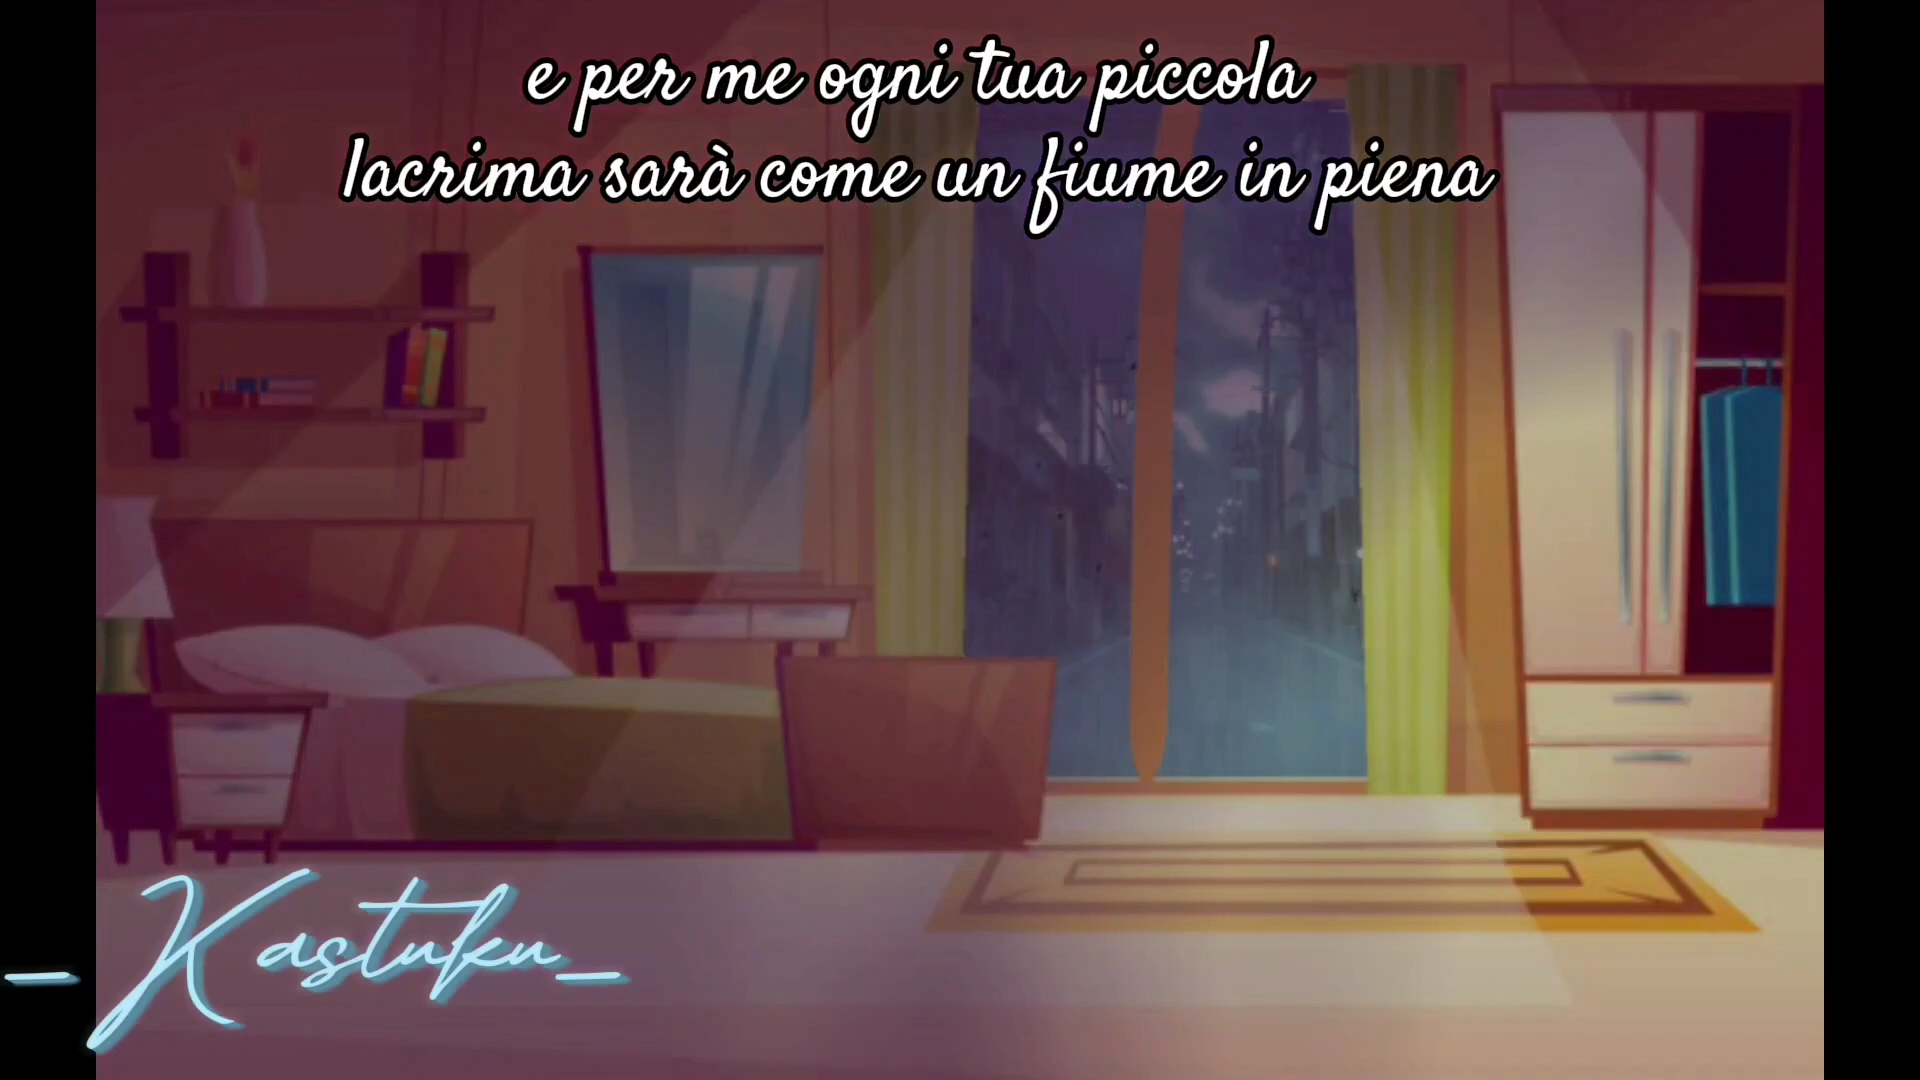 e per me ogni tua piccola
lacrima sarà come un fiume in piena
_Kastuku_